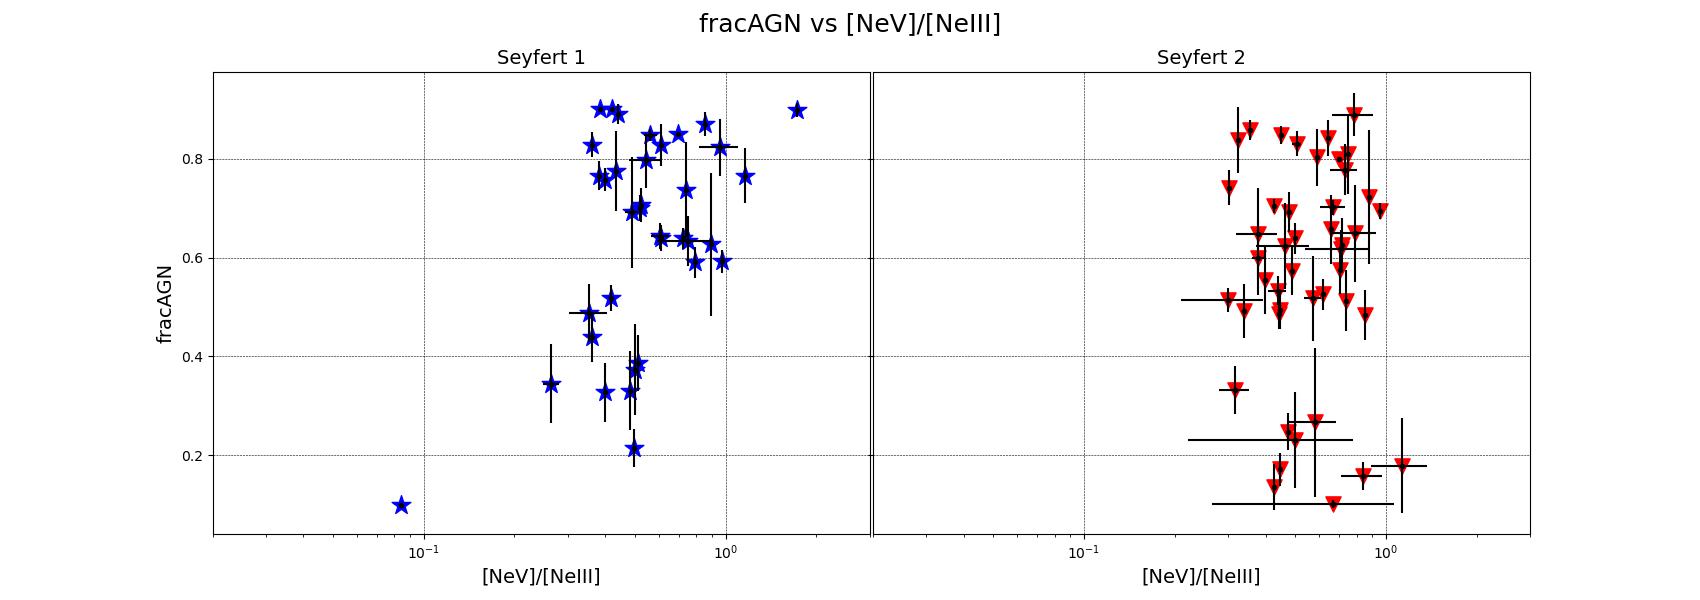 fracAGN vs [NeV]/[NeIII]
Seyfert 1
Seyfert 2
fracAGN
0.8
0.6
0.4
0.2
10⁻¹
10⁰
10⁻¹
10⁰
[NeV]/[NeIII]
[NeV]/[NeIII]